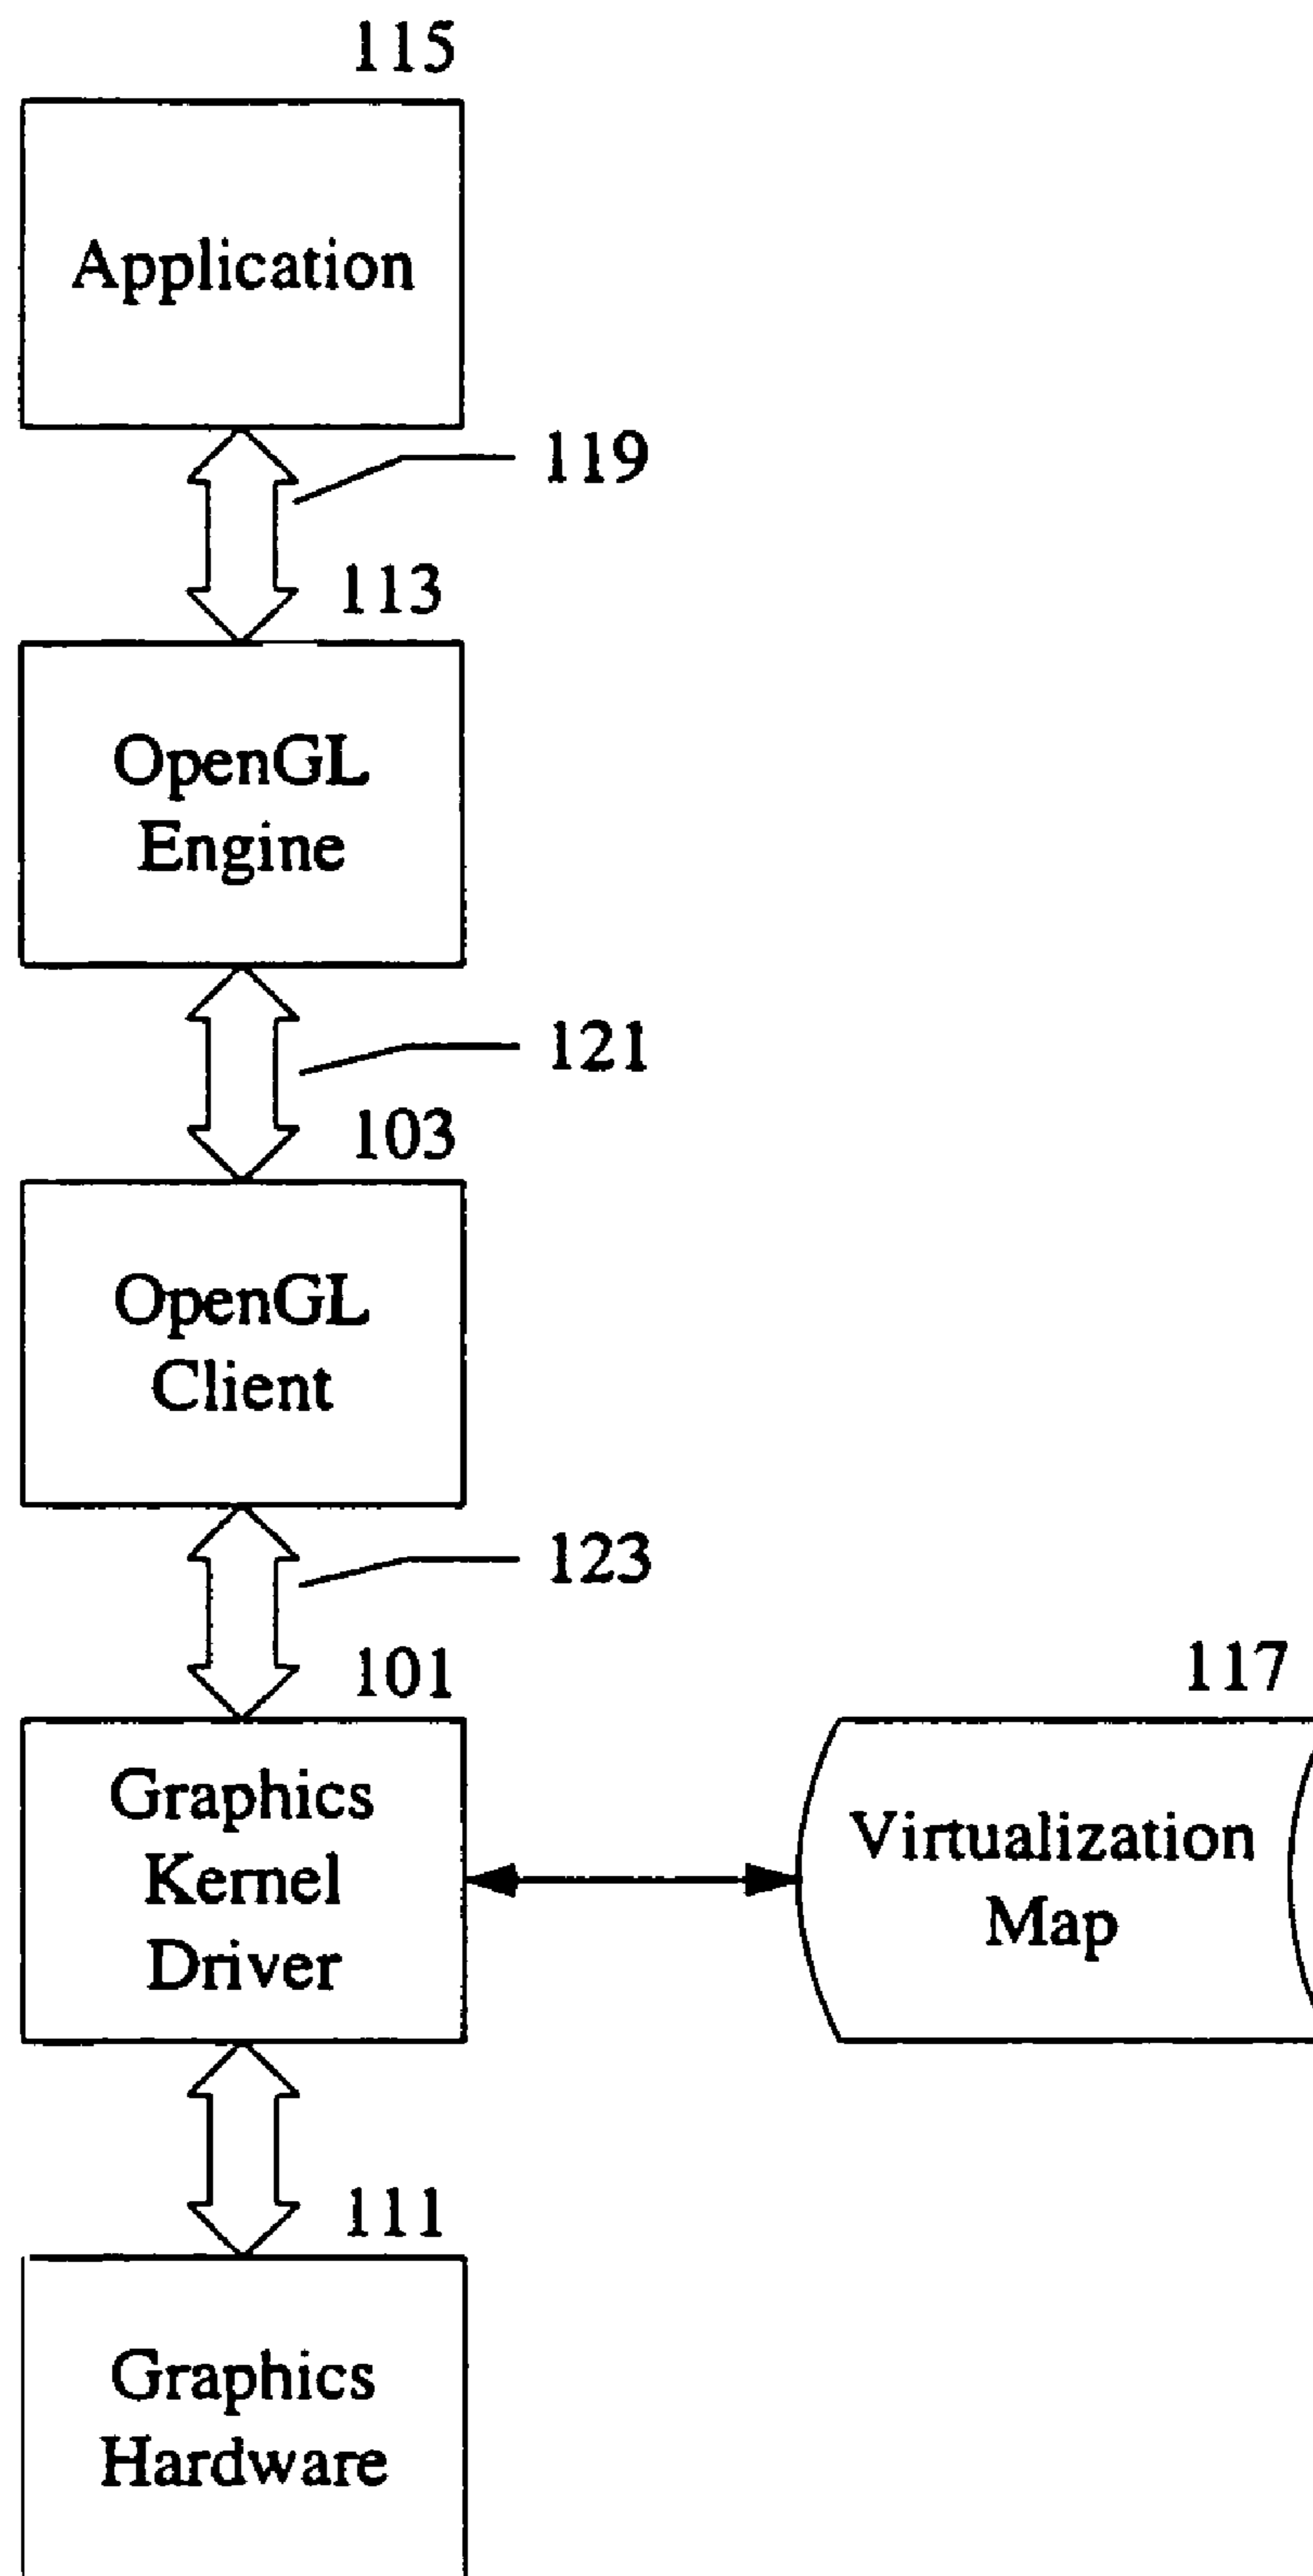 115
Application
119
113
OpenGL
Engine
121
103
OpenGL
Client
123
101
Graphics
Kernel
Driver
117
Virtualization
Map
111
Graphics
Hardware